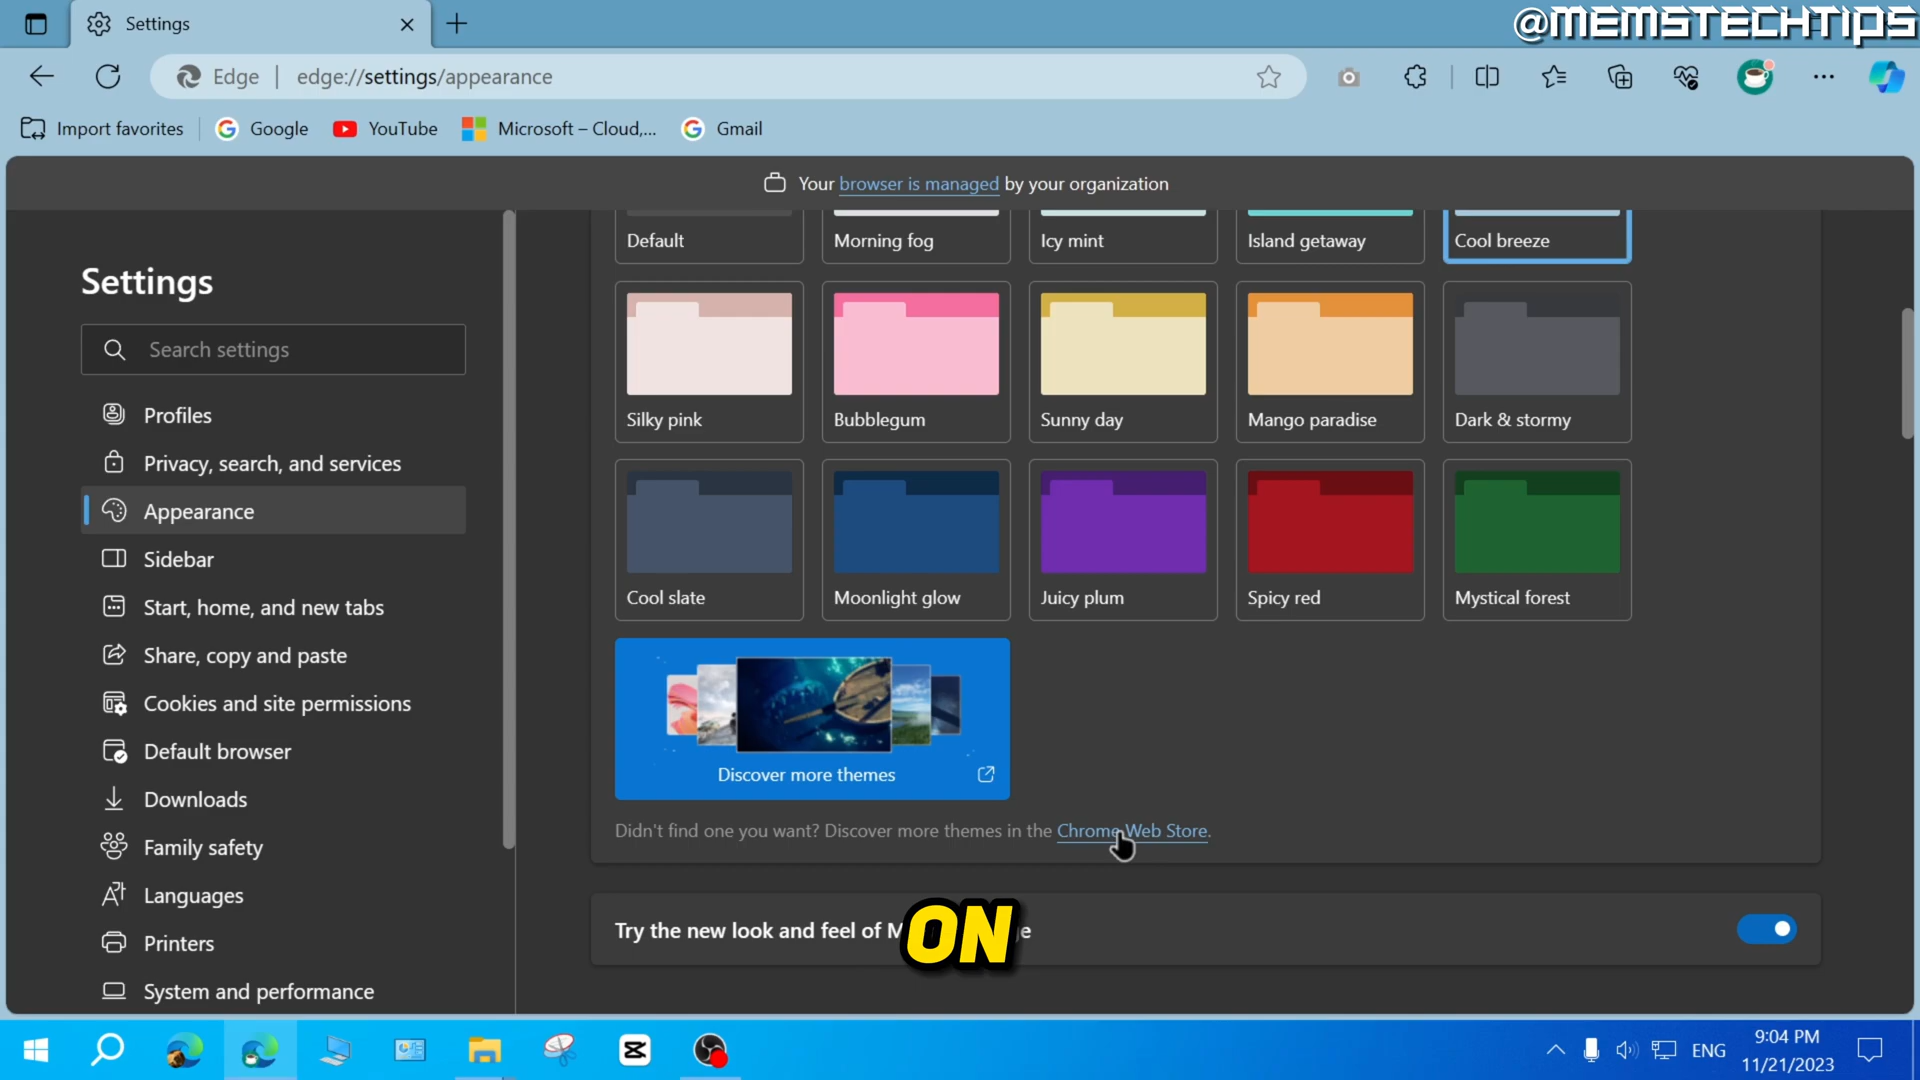 Settings
@MEMSTECHTIPS
Edge | edge://settings/appearance
Import favorites
Google
YouTube
Microsoft – Cloud,...
Gmail
Your browser is managed by your organization
Settings
Search settings
Profiles
Privacy, search, and services
Appearance
Sidebar
Start, home, and new tabs
Share, copy and paste
Cookies and site permissions
Default browser
Downloads
Family safety
Languages
Printers
System and performance
Default
Morning fog
Icy mint
Island getaway
Cool breeze
Silky pink
Bubblegum
Sunny day
Mango paradise
Dark & stormy
Cool slate
Moonlight glow
Juicy plum
Spicy red
Mystical forest
Discover more themes
Didn't find one you want? Discover more themes in the Chrome Web Store.
Try the new look and feel of
ON
ENG
9:04 PM
11/21/2023